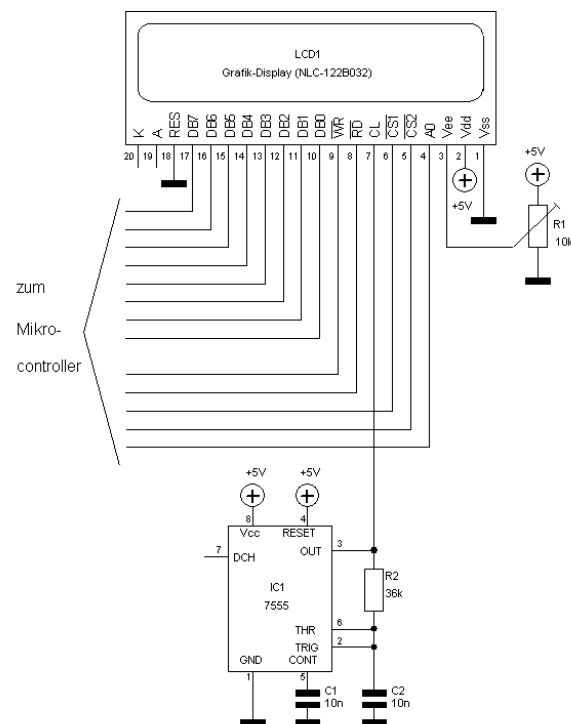 LCD1
Grafik-Display (NLC-122B032)
K A RES DB7 DB6 DB5 DB4 DB3 DB2 DB1 DB0 WR RD CL CS1 CS2 A0 Vee Vdd Vss
20 19 18 17 16 15 14 13 12 11 10 9 8 7 6 5 4 3 2 1
+5V
+5V
R1
10k
zum
Mikro-
controller
+5V +5V
8 4
Vcc RESET
7 DCH OUT 3
IC1
7555
R2
36k
THR 6
TRIG 2
GND CONT
1 5
C1
10n
C2
10n